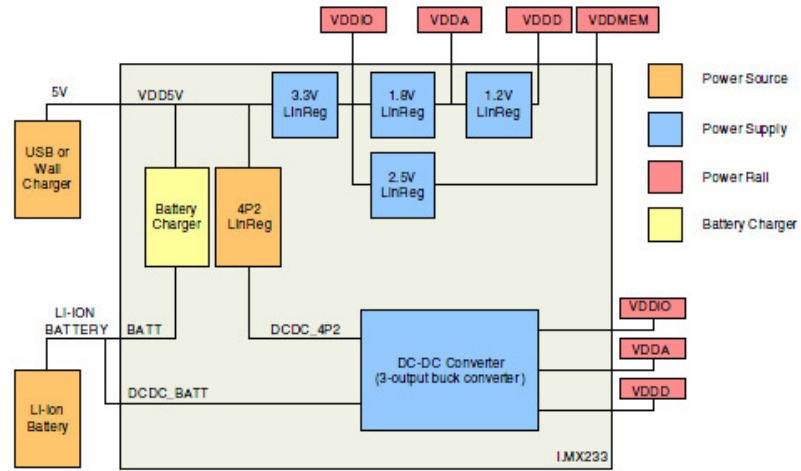 VDDIO
VDDA
VDDD
VDDMEM
5V
VDD5V
3.3V
LinReg
1.8V
LinReg
1.2V
LinReg
Power Source
USB or
Wall
Charger
Power Supply
2.5V
LinReg
Power Rail
Battery
Charger
4P2
LinReg
Battery Charger
LI-ION
BATTERY
BATT
DCDC_4P2
VDDIO
DC-DC Converter
(3-output buck converter)
VDDA
DCDC_BATT
VDDD
Li-Ion
Battery
I.MX233